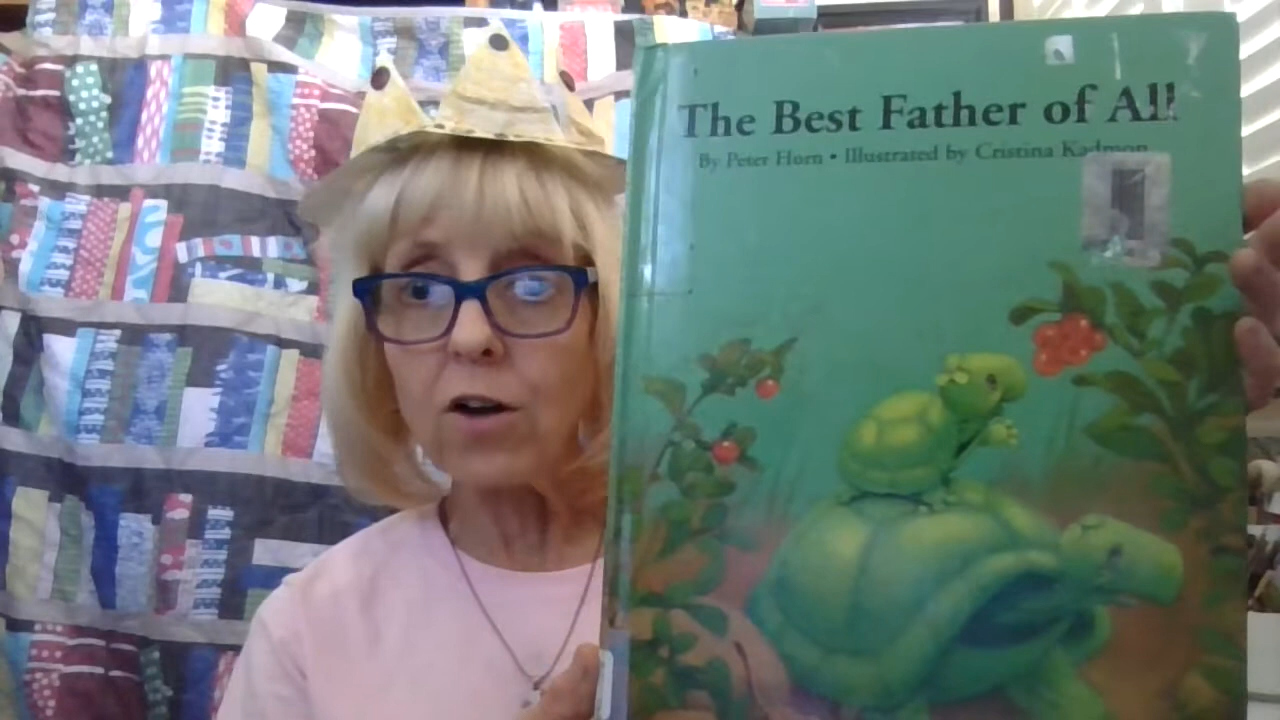 The Best Father of All
By Peter Horn • Illustrated by Cristina Kadmon